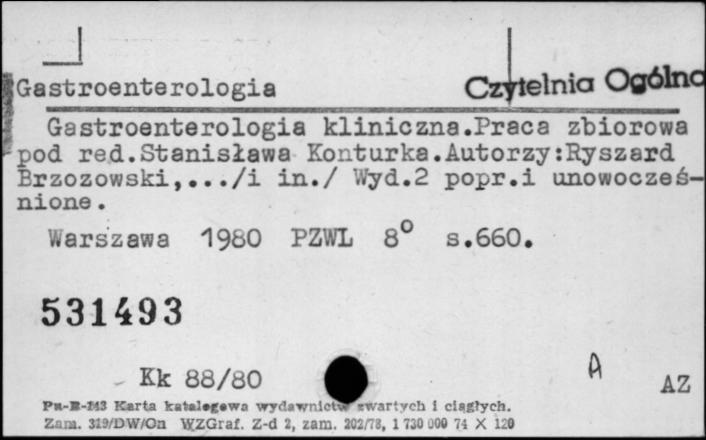 Gastroenterologia Czytelnia Ogólna
Gastroenterologia kliniczna.Praca zbiorowa
pod red.Stanisława Konturka.Autorzy:Ryszard
Brzozowski,.../i in./ Wyd.2 popr.i unowocześ-
nione.
Warszawa 1980 PZWL 8° s.660.
531493
Kk 88/80 A AZ
Pu-B-143 Karta katalogowa wydawnictw zwartych i ciągłych.
Zam. 319/DW/On WZGraf. Z-d 2, zam. 202/78, 1 730 000 74 X 120